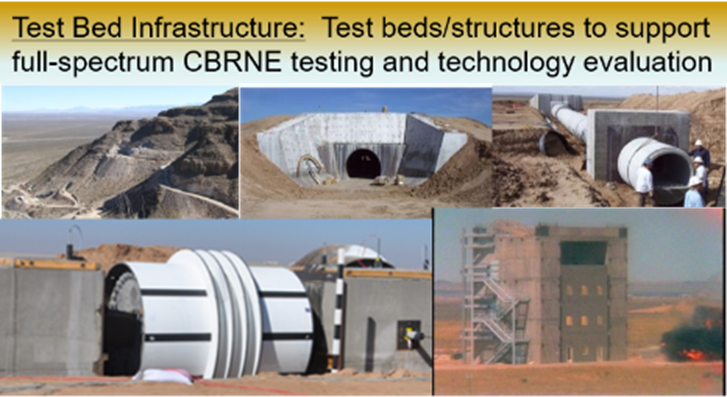 Test Bed Infrastructure: Test beds/structures to support
full-spectrum CBRNE testing and technology evaluation